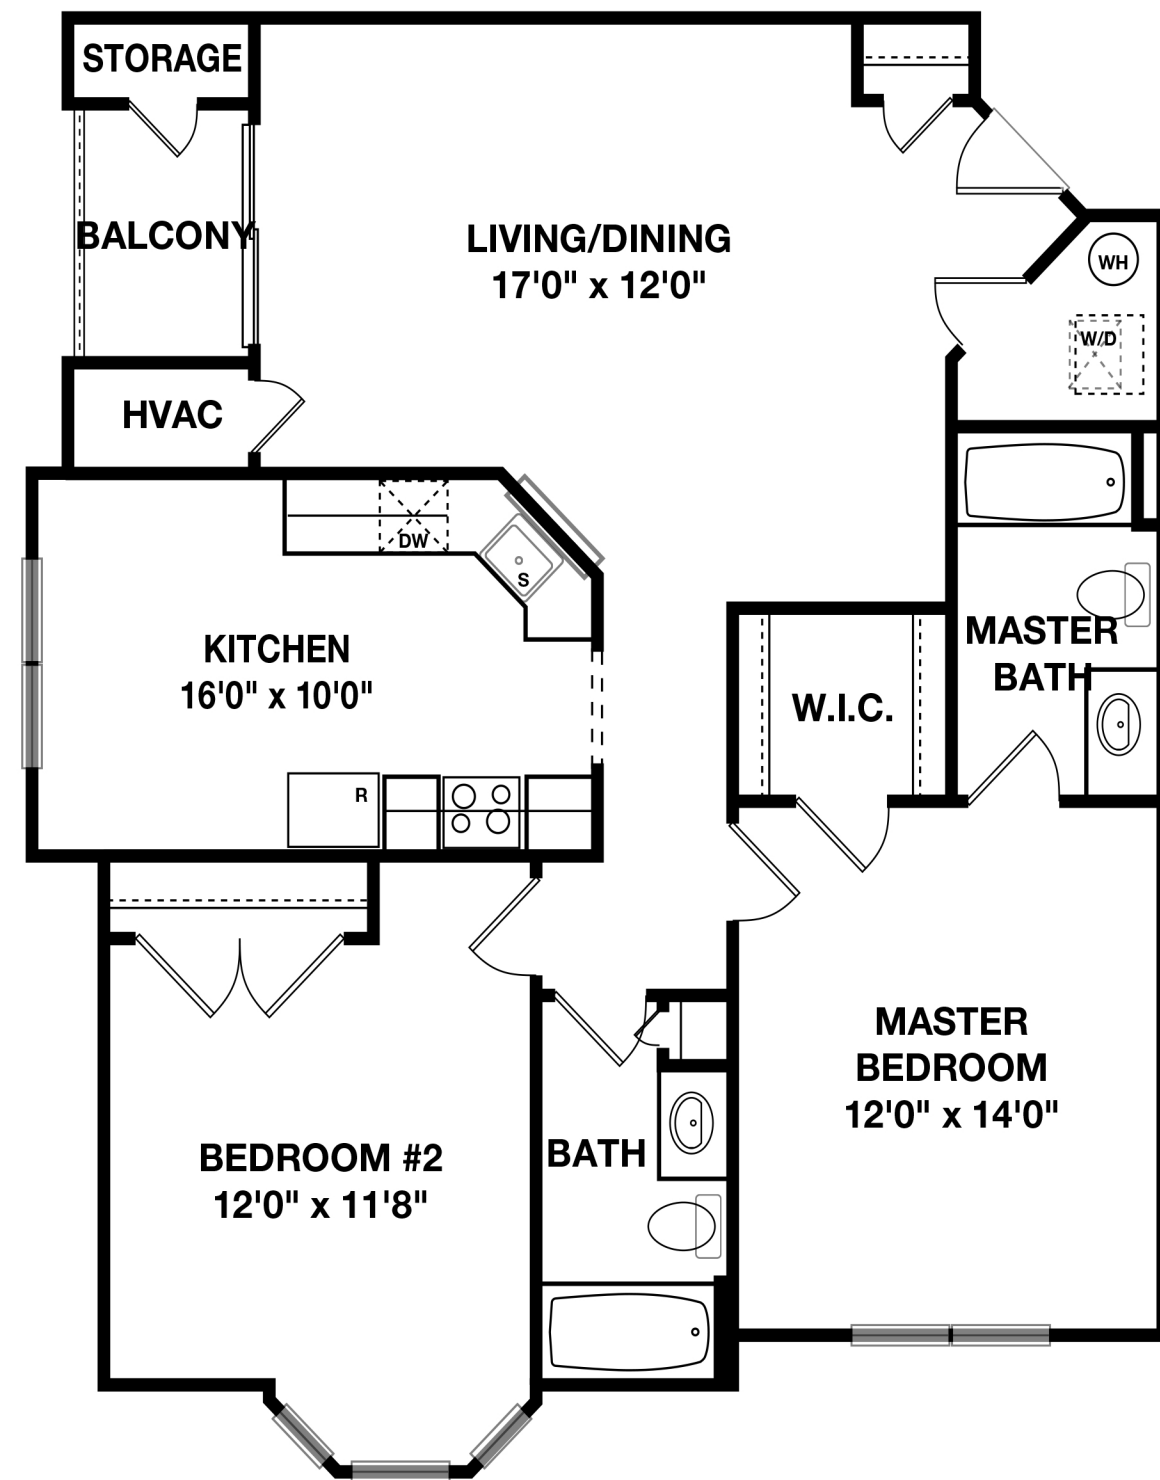 STORAGE
BALCONY
LIVING/DINING
17'0" x 12'0"
WH
W/D
HVAC
DW
S
KITCHEN
16'0" x 10'0"
R
MASTER
BATH
W.I.C.
MASTER
BEDROOM
12'0" x 14'0"
BEDROOM #2
12'0" x 11'8"
BATH